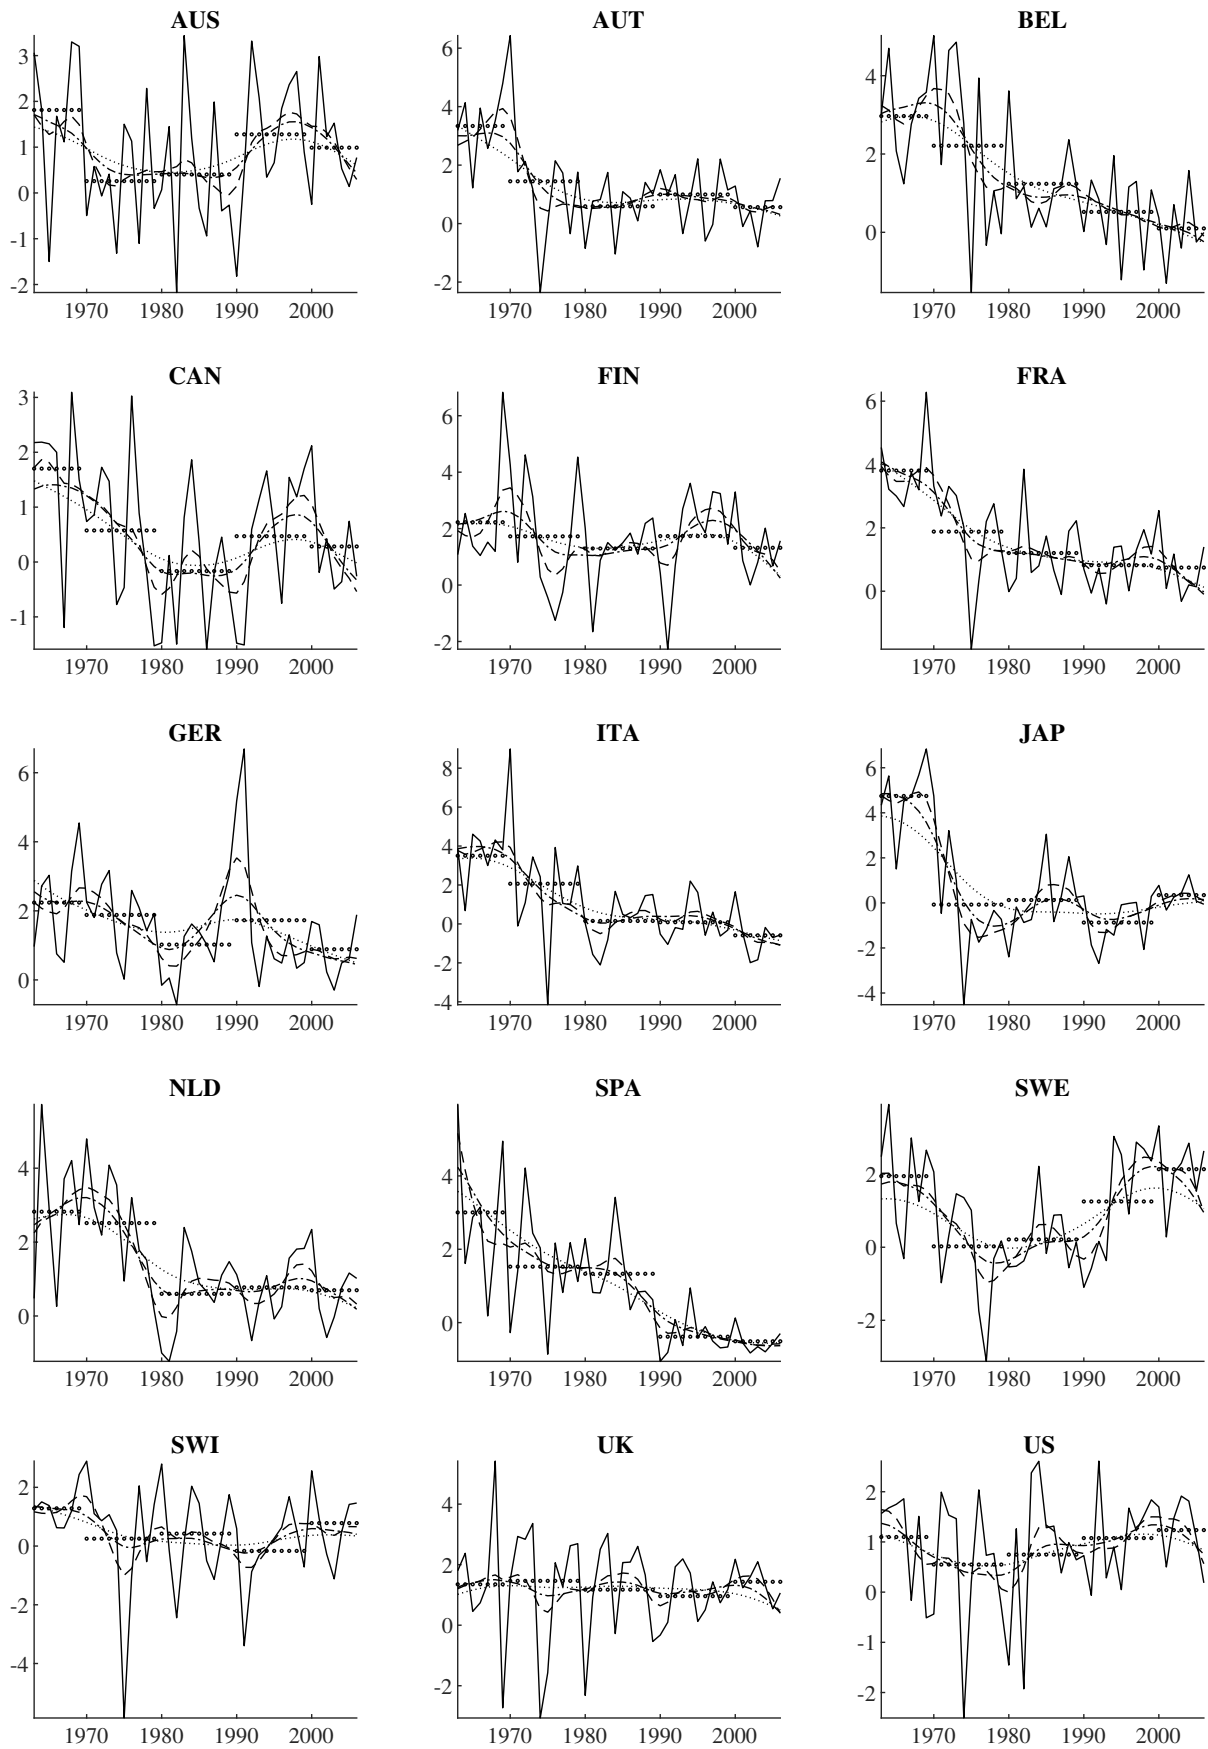 AUS AUT BEL
3 6
2 4 4
1 2 2
0
-1 0 0
-2 -2
1970 1980 1990 2000 1970 1980 1990 2000 1970 1980 1990 2000
CAN FIN FRA
3 6 6
2 4 4
1 2 2
0 0 0
-1 -2
1970 1980 1990 2000 1970 1980 1990 2000 1970 1980 1990 2000
GER ITA JAP
6 8 6
4 6 4
2 4 2
2 0
0 0 -2
-2 -4
-4
1970 1980 1990 2000 1970 1980 1990 2000 1970 1980 1990 2000
NLD SPA SWE
4 4 2
2 2 0
0 0 -2
1970 1980 1990 2000 1970 1980 1990 2000 1970 1980 1990 2000
SWI UK US
2 4 2
0 2 1
-2 0 0
-4 -2 -1
-2
1970 1980 1990 2000 1970 1980 1990 2000 1970 1980 1990 2000